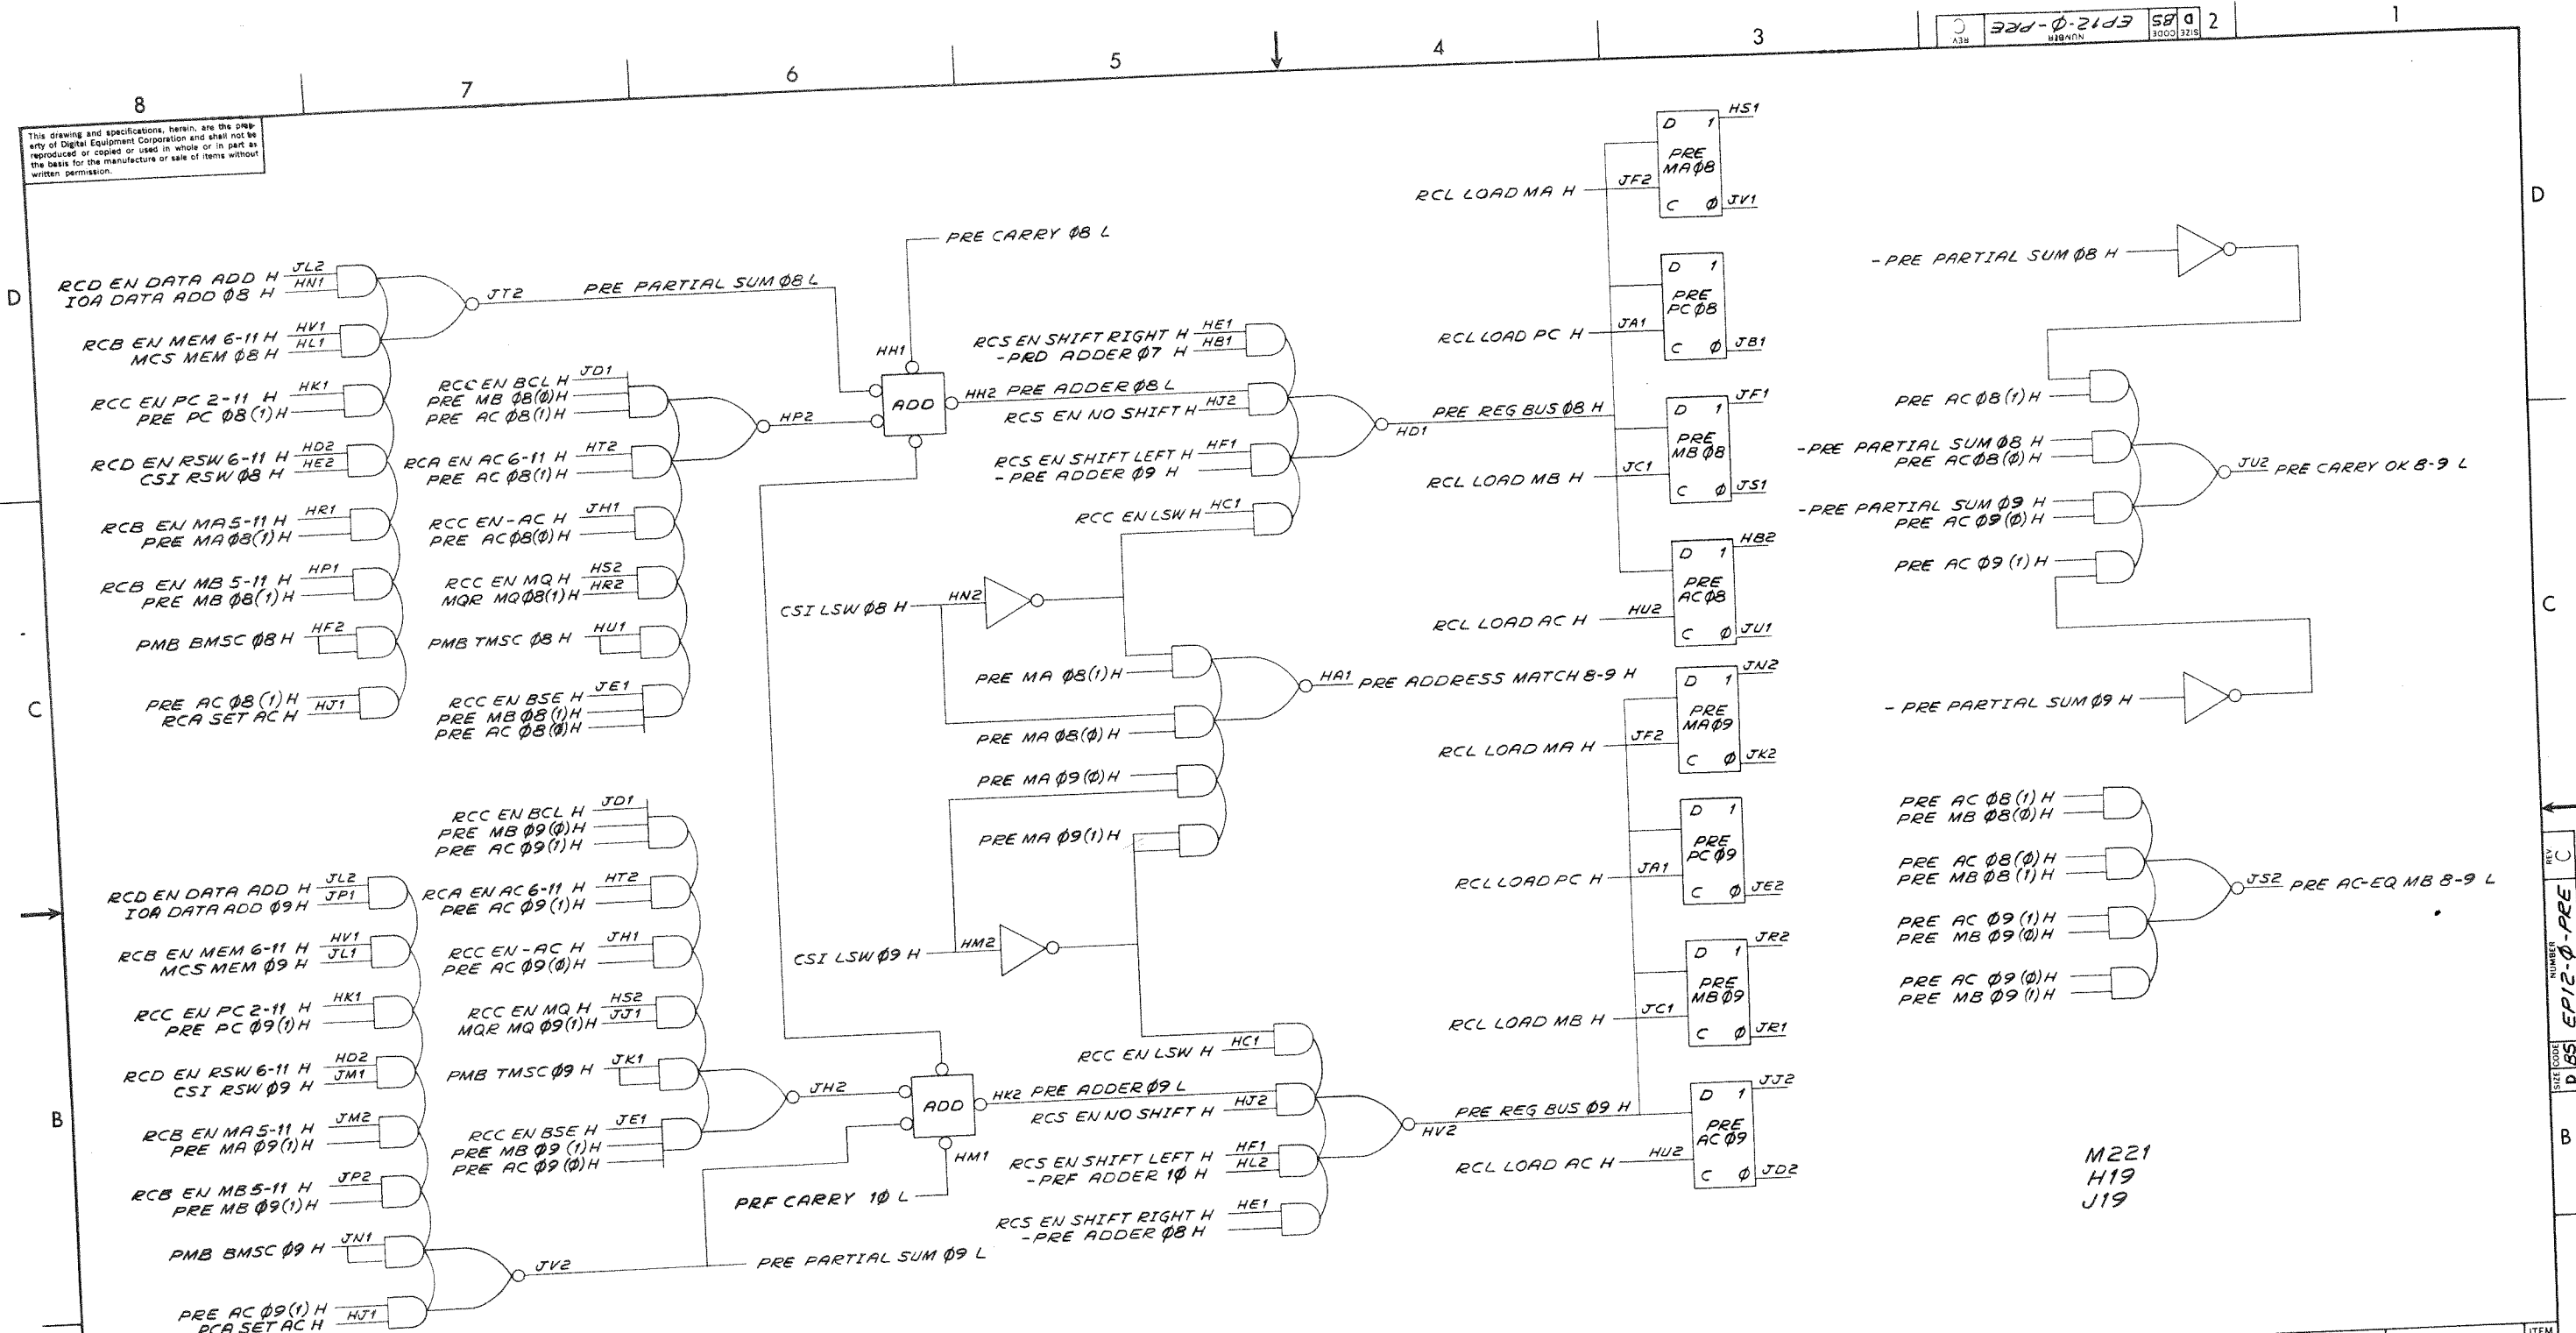 8
7
6
5
4
3
2
1
SIZE CODE NUMBER REV
D BS EP12-Ø-PRE C
This drawing and specifications, herein, are the prop-
erty of Digital Equipment Corporation and shall not be
reproduced or copied or used in whole or in part as
the basis for the manufacture or sale of items without
written permission.
D
C
B
RCD EN DATA ADD H JL2
IOA DATA ADD Ø8 H HN1
RCB EN MEM 6-11 H HV1
MCS MEM Ø8 H HL1
RCC EN PC 2-11 H HK1
PRE PC Ø8(1)H
RCD EN RSW 6-11 H HD2
CSI RSW Ø8 H HE2
RCB EN MA 5-11 H HR1
PRE MA Ø8(1)H
RCB EN MB 5-11 H HP1
PRE MB Ø8(1)H
PMB BMSC Ø8 H HF2
PRE AC Ø8(1)H
RCA SET AC H HJ1
JT2 PRE PARTIAL SUM Ø8 L
RCC EN BCL H JD1
PRE MB Ø8(Ø)H
PRE AC Ø8(1)H
RCA EN AC 6-11 H HT2
PRE AC Ø8(1)H
RCC EN -AC H JH1
PRE AC Ø8(Ø)H
RCC EN MQ H HS2
MQR MQ Ø8(1)H HR2
PMB TMSC Ø8 H HU1
RCC EN BSE H JE1
PRE MB Ø8(1)H
PRE AC Ø8(Ø)H
HP2
PRE CARRY Ø8 L
HH1
ADD
HH2 PRE ADDER Ø8 L
RCS EN SHIFT RIGHT H HE1
-PRD ADDER Ø7 H HB1
RCS EN NO SHIFT H HJ2
RCS EN SHIFT LEFT H HF1
-PRE ADDER Ø9 H
RCC EN LSW H HC1
HD1
PRE REG BUS Ø8 H
CSI LSW Ø8 H HN2
PRE MA Ø8(1)H
PRE MA Ø8(Ø)H
PRE MA Ø9(Ø)H
PRE MA Ø9(1)H
HA1 PRE ADDRESS MATCH 8-9 H
CSI LSW Ø9 H HM2
RCL LOAD MA H JF2
D 1
PRE
MAØ8
C Ø
HS1
JV1
RCL LOAD PC H JA1
D 1
PRE
PCØ8
C Ø
JB1
RCL LOAD MB H JC1
D 1
PRE
MBØ8
C Ø
JF1
JS1
RCL LOAD AC H HU2
D 1
PRE
ACØ8
C Ø
HB2
JU1
RCL LOAD MA H JF2
D 1
PRE
MAØ9
C Ø
JN2
JK2
RCL LOAD PC H JA1
D 1
PRE
PCØ9
C Ø
JE2
RCL LOAD MB H JC1
D 1
PRE
MBØ9
C Ø
JR2
JR1
RCL LOAD AC H HU2
D 1
PRE
ACØ9
C Ø
JJ2
JD2
-PRE PARTIAL SUM Ø8 H
PRE AC Ø8(1)H
-PRE PARTIAL SUM Ø8 H
PRE AC Ø8(Ø)H
-PRE PARTIAL SUM Ø9 H
PRE AC Ø9(Ø)H
PRE AC Ø9(1)H
JU2 PRE CARRY OK 8-9 L
-PRE PARTIAL SUM Ø9 H
PRE AC Ø8(1)H
PRE MB Ø8(Ø)H
PRE AC Ø8(Ø)H
PRE MB Ø8(1)H
PRE AC Ø9(1)H
PRE MB Ø9(Ø)H
PRE AC Ø9(Ø)H
PRE MB Ø9(1)H
JS2 PRE AC-EQ MB 8-9 L
RCC EN BCL H JD1
PRE MB Ø9(Ø)H
PRE AC Ø9(1)H
RCA EN AC 6-11 H HT2
PRE AC Ø9(1)H
RCC EN -AC H JH1
PRE AC Ø9(Ø)H
RCC EN MQ H HS2
MQR MQ Ø9(1)H JJ1
PMB TMSC Ø9 H JK1
RCC EN BSE H JE1
PRE MB Ø9(1)H
PRE AC Ø9(Ø)H
JH2
RCD EN DATA ADD H JL2
IOA DATA ADD Ø9 H JP1
RCB EN MEM 6-11 H HV1
MCS MEM Ø9 H JL1
RCC EN PC 2-11 H HK1
PRE PC Ø9(1)H
RCD EN RSW 6-11 H HD2
CSI RSW Ø9 H JM1
RCB EN MA 5-11 H JM2
PRE MA Ø9(1)H
RCB EN MB 5-11 H JP2
PRE MB Ø9(1)H
PMB BMSC Ø9 H JN1
PRE AC Ø9(1)H
RCA SET AC H HJ1
JV2
PRE PARTIAL SUM Ø9 L
ADD
HM1
PRF CARRY 1Ø L
HK2 PRE ADDER Ø9 L
RCC EN LSW H HC1
RCS EN NO SHIFT H HJ2
RCS EN SHIFT LEFT H HF1
-PRF ADDER 1Ø H HL2
RCS EN SHIFT RIGHT H HE1
-PRE ADDER Ø8 H
HV2
PRE REG BUS Ø9 H
M221
H19
J19
D
C
B
SIZE CODE NUMBER REV
D BS EP12-Ø-PRE C
ITEM